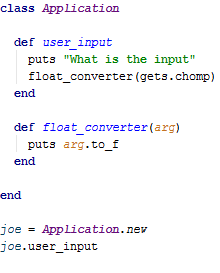 class Application
def user_input
puts "What is the input"
float_converter(gets.chomp)
end
def float_converter(arg)
puts arg.to_f
end
end
joe = Application.new
joe.user_input